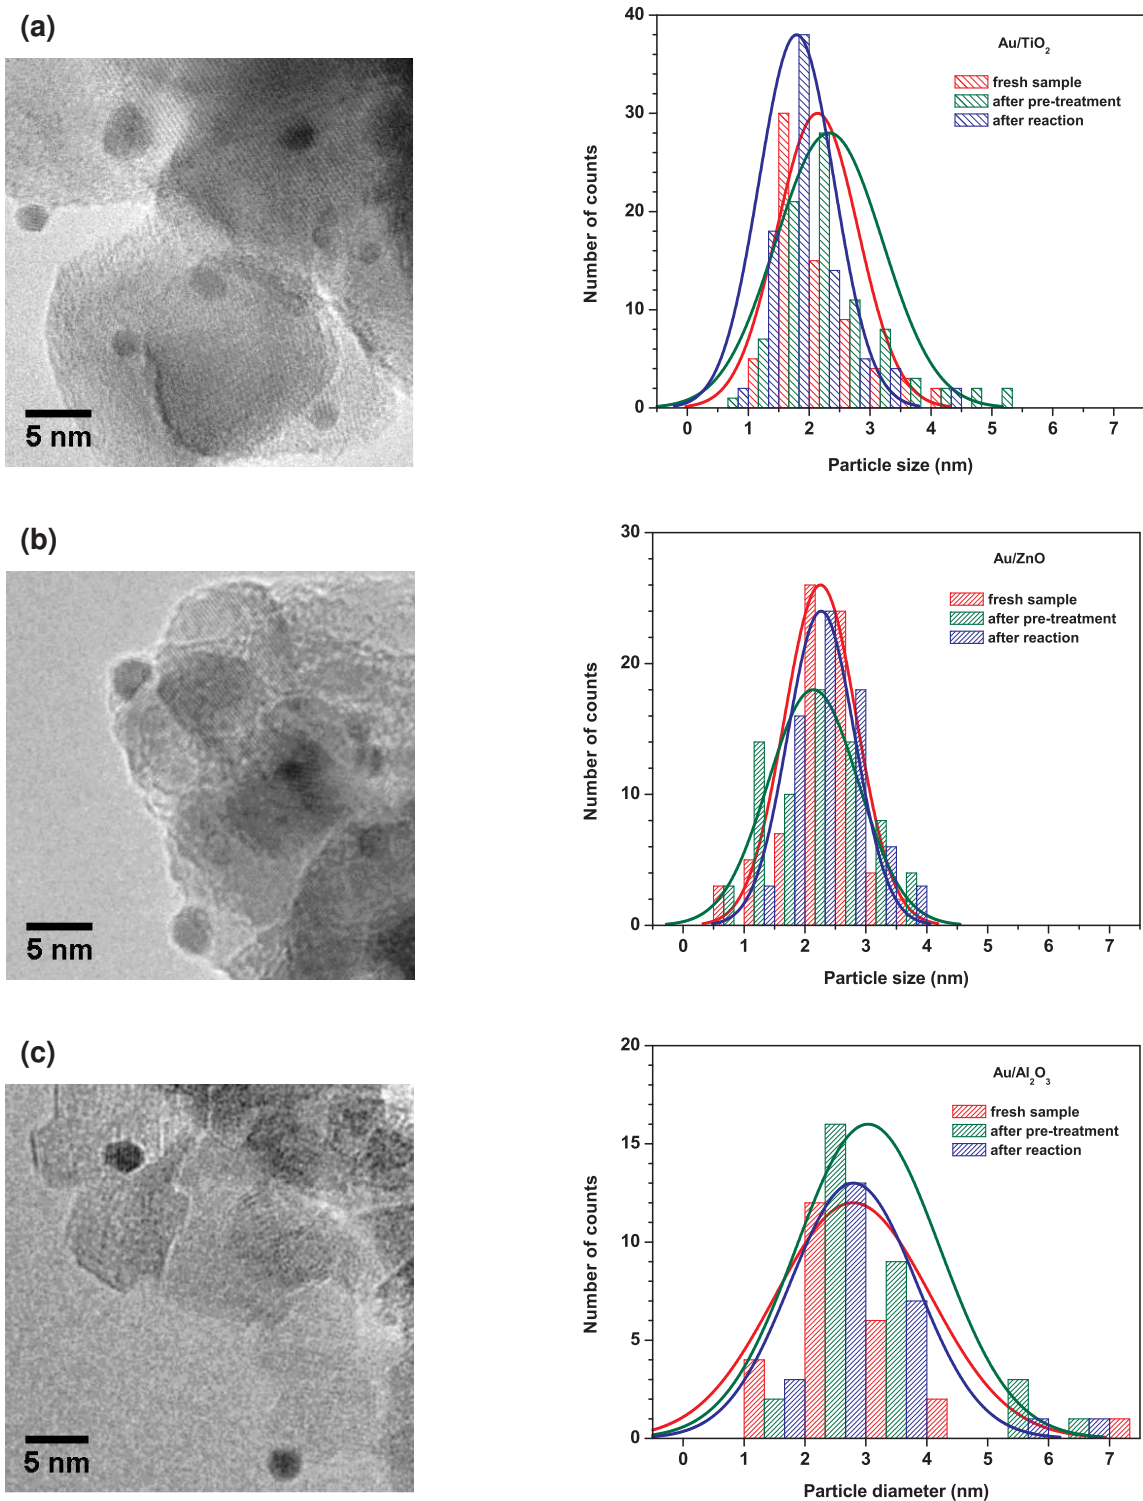 (a)
5 nm
40
30
20
10
0
Number of counts
Au/TiO₂
fresh sample
after pre-treatment
after reaction
0 1 2 3 4 5 6 7
Particle size (nm)
(b)
5 nm
30
20
10
0
Number of counts
Au/ZnO
fresh sample
after pre-treatment
after reaction
0 1 2 3 4 5 6 7
Particle size (nm)
(c)
5 nm
20
15
10
5
0
Number of counts
Au/Al₂O₃
fresh sample
after pre-treatment
after reaction
0 1 2 3 4 5 6 7
Particle diameter (nm)